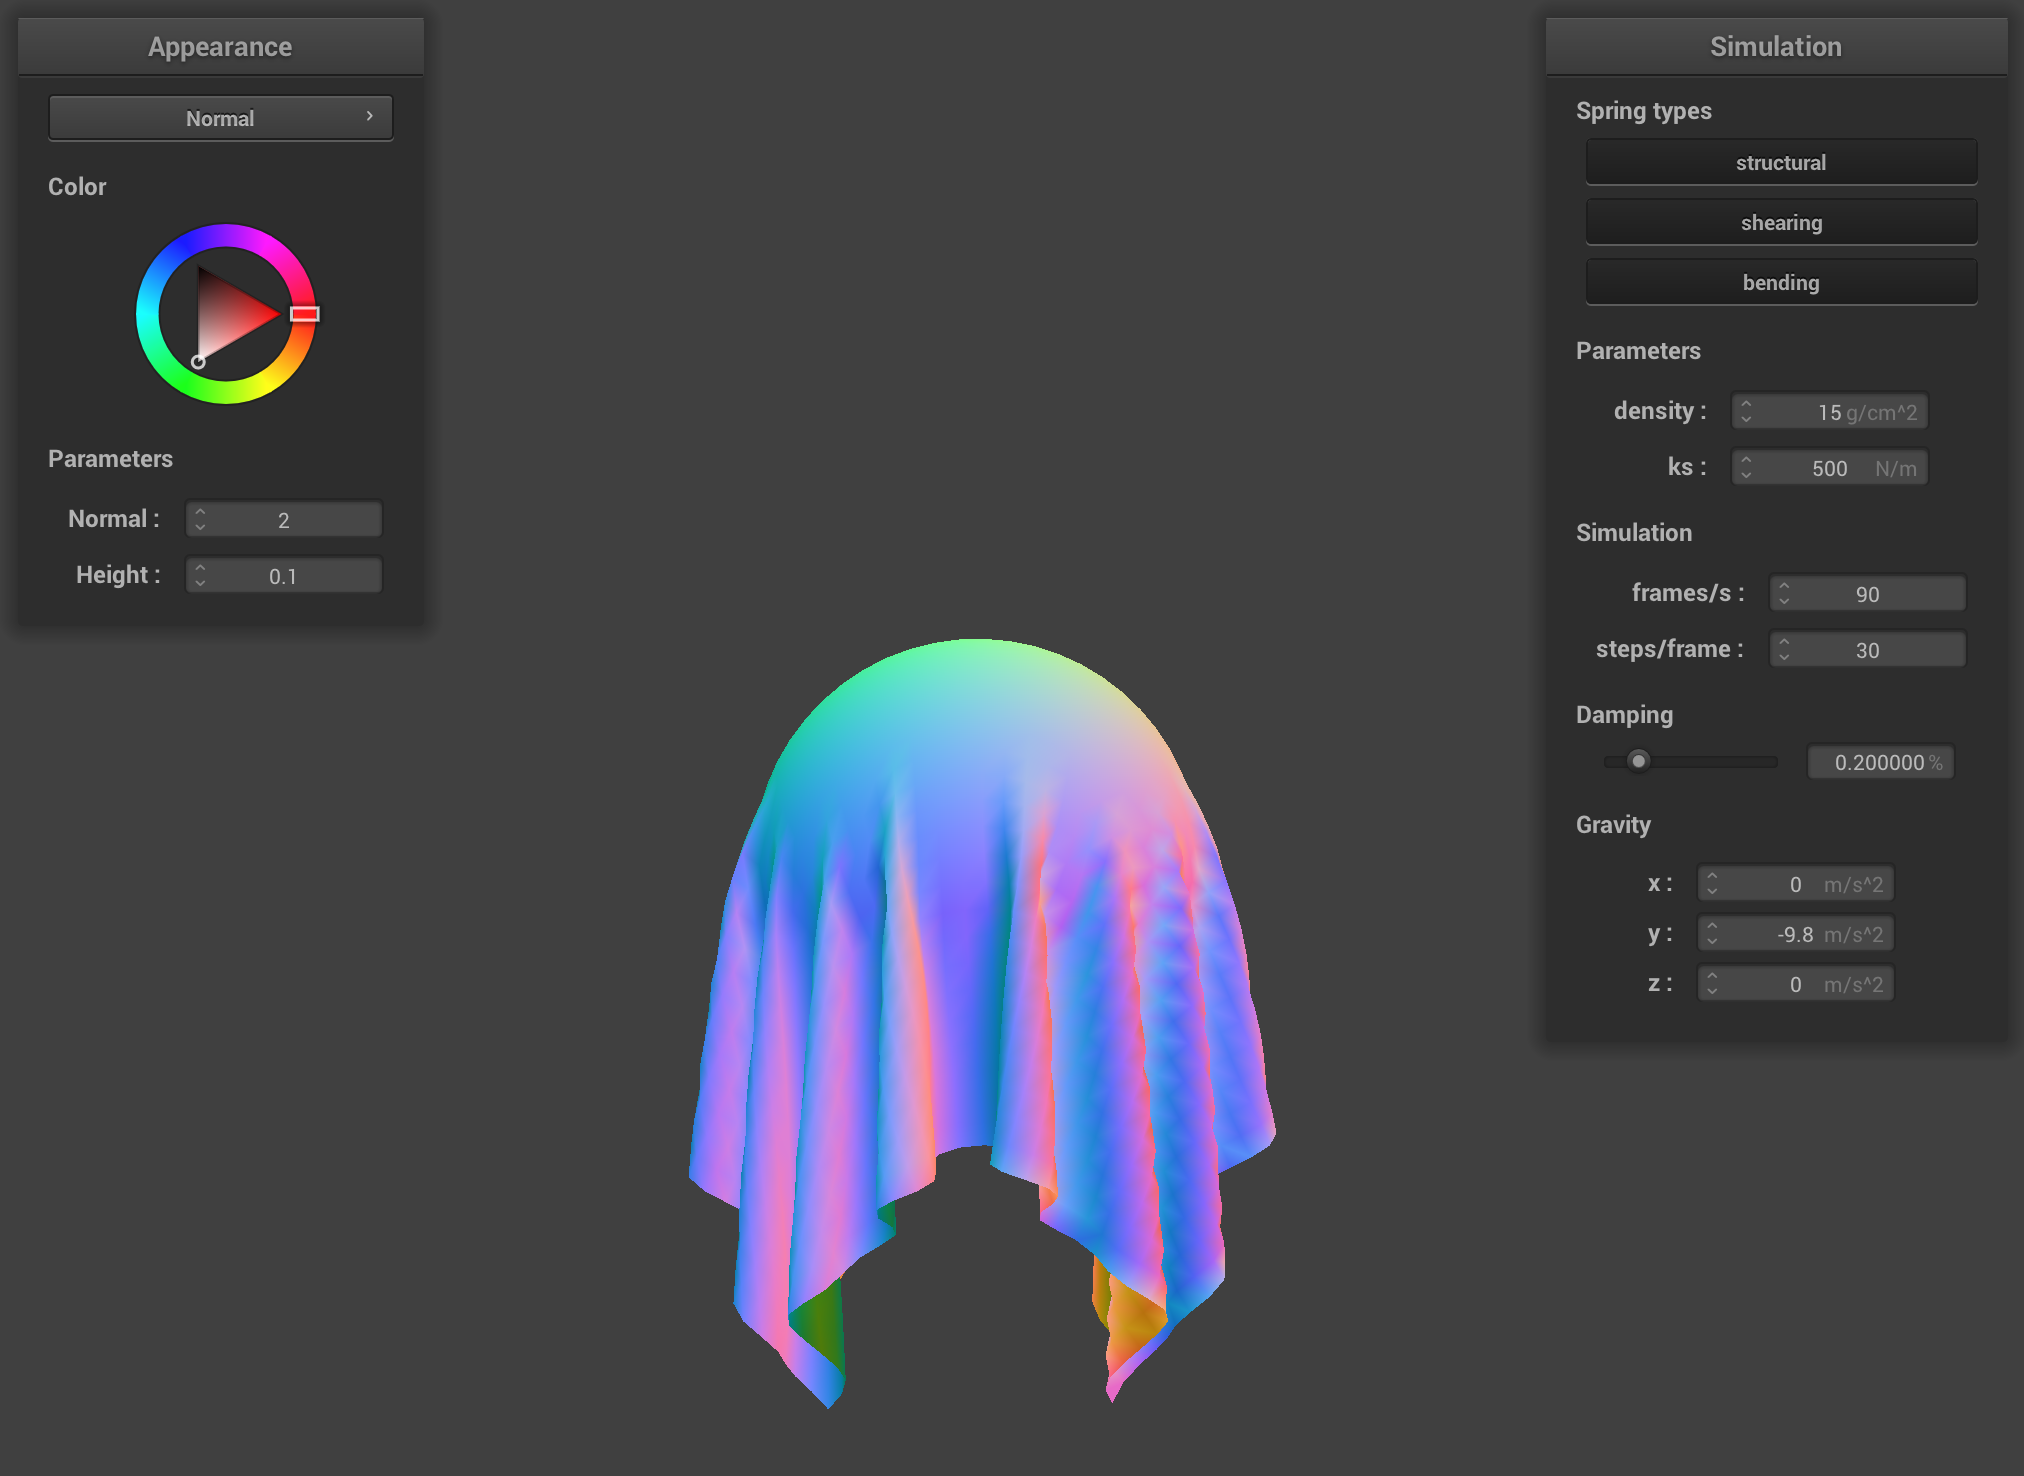 Appearance
Normal
Color
Parameters
Normal : 2
Height : 0.1
Simulation
Spring types
structural
shearing
bending
Parameters
density : 15 g/cm^2
ks : 500 N/m
Simulation
frames/s : 90
steps/frame : 30
Damping
0.200000 %
Gravity
x : 0 m/s^2
y : -9.8 m/s^2
z : 0 m/s^2